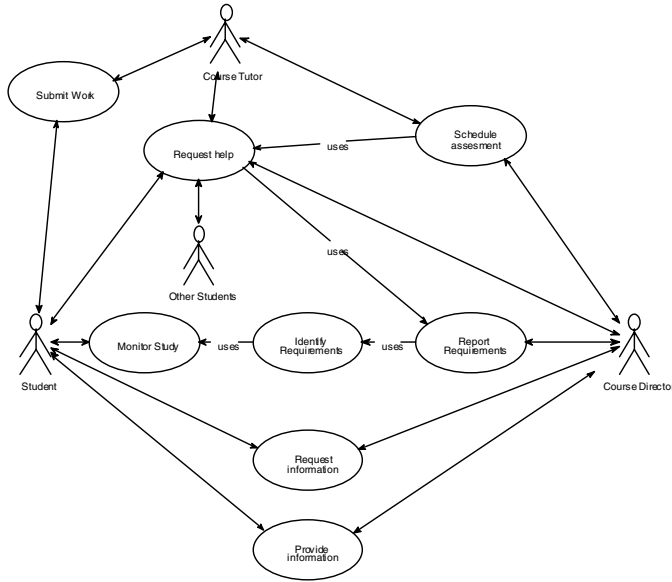 Course Tutor
Submit Work
Schedule
assesment
uses
Request help
uses
Other Students
Monitor Study
uses
Identify
Requirements
uses
Report
Requirements
Student
Course Director
Request
information
Provide
information